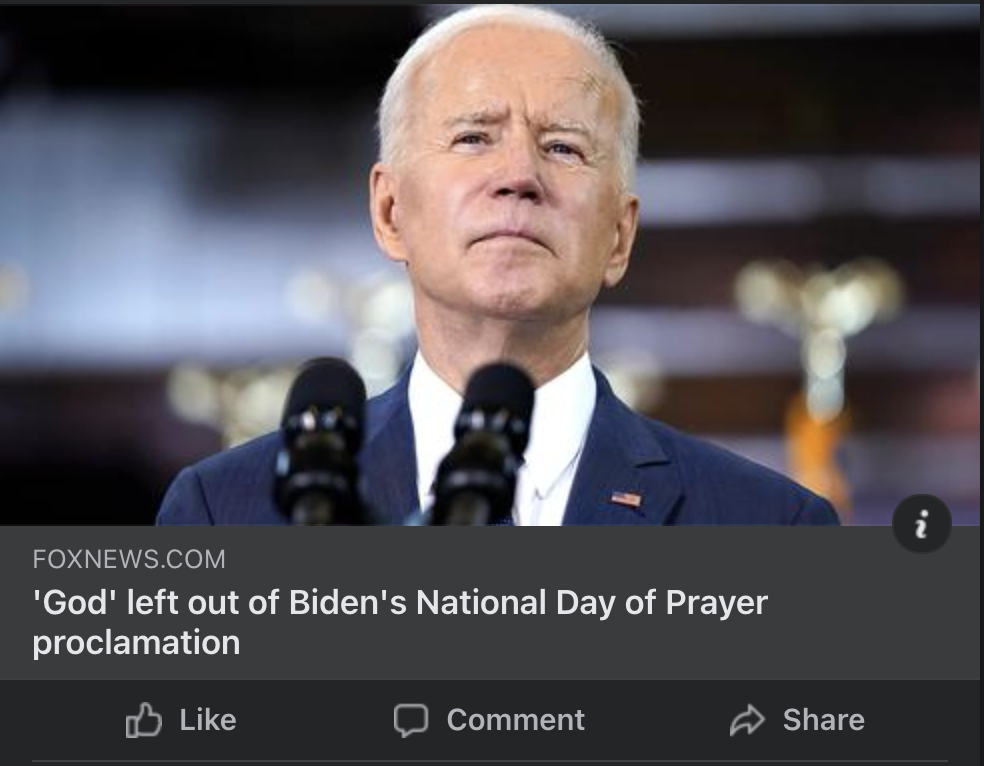 FOXNEWS.COM
'God' left out of Biden's National Day of Prayer
proclamation
Like
Comment
Share